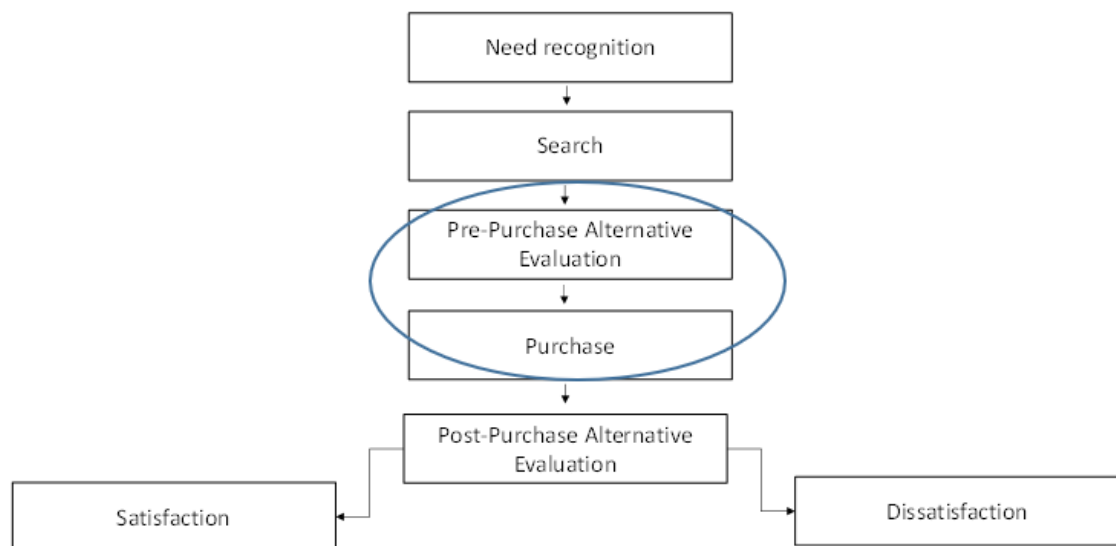 Need recognition
Search
Pre-Purchase Alternative
Evaluation
Purchase
Post-Purchase Alternative
Evaluation
Satisfaction
Dissatisfaction